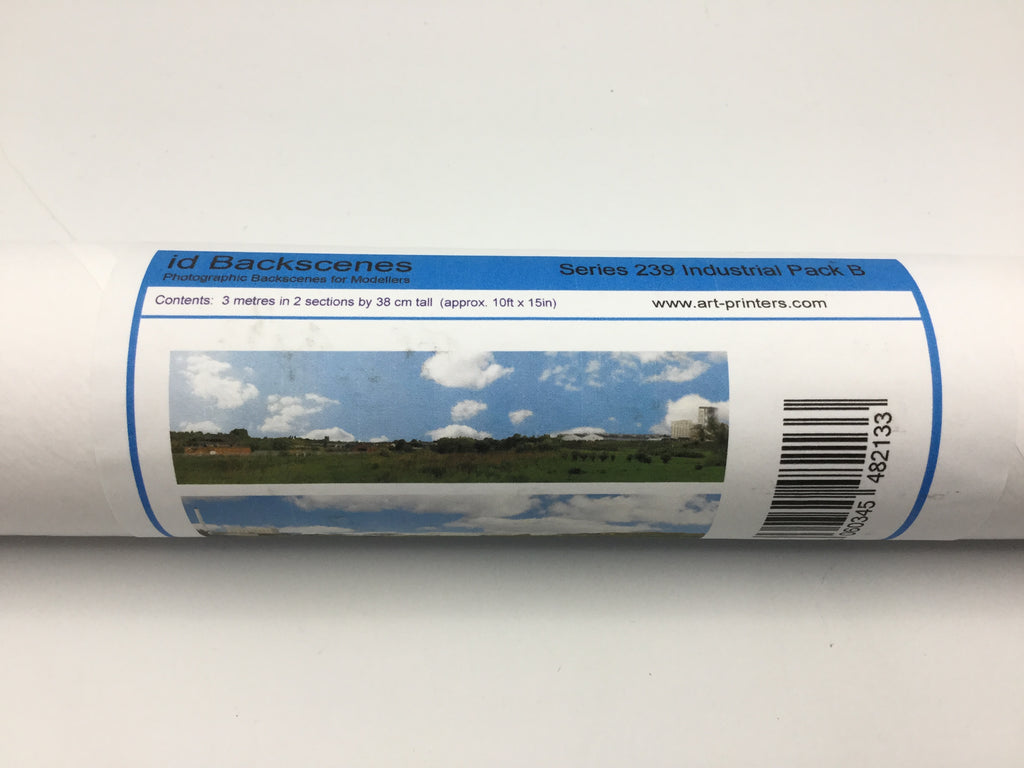 id Backscenes
Photographic Backscenes for Modellers
Series 239 Industrial Pack B
Contents: 3 metres in 2 sections by 38 cm tall (approx. 10ft x 15in)
www.art-printers.com
060345 482133